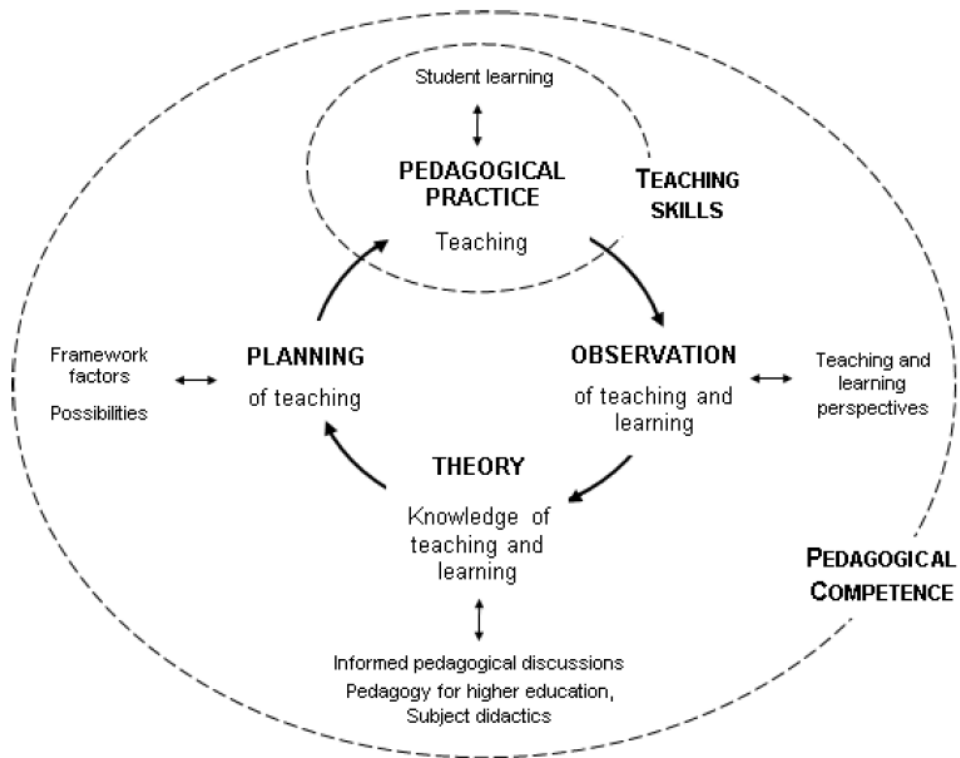 Student learning
PEDAGOGICAL
PRACTICE
Teaching
TEACHING
SKILLS
Framework
factors
Possibilities
PLANNING
of teaching
OBSERVATION
of teaching and
learning
Teaching and
learning
perspectives
THEORY
Knowledge of
teaching and
learning
PEDAGOGICAL
COMPETENCE
Informed pedagogical discussions
Pedagogy for higher education,
Subject didactics